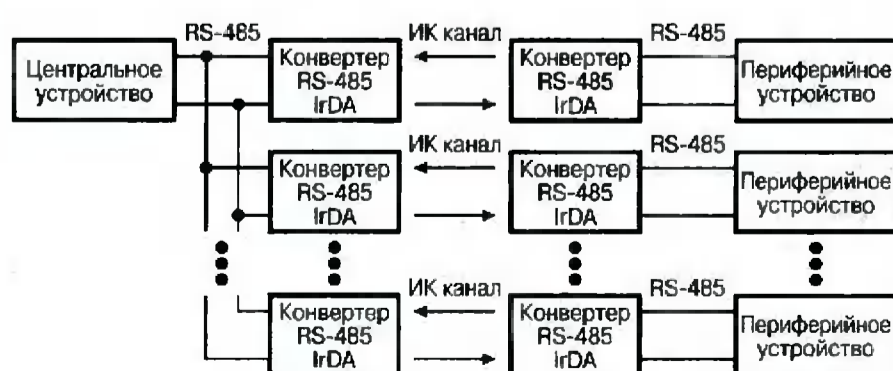 RS-485 ИК канал RS-485
Центральное
устройство
Конвертер
RS-485
IrDA
Конвертер
RS-485
IrDA
Периферийное
устройство
ИК канал RS-485
Конвертер
RS-485
IrDA
Конвертер
RS-485
IrDA
Периферийное
устройство
ИК канал RS-485
Конвертер
RS-485
IrDA
Конвертер
RS-485
IrDA
Периферийное
устройство